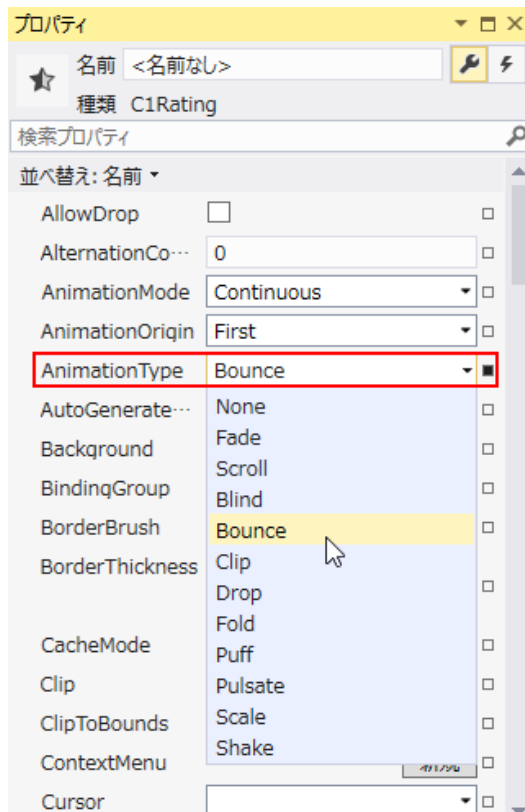 プロパティ
名前 <名前なし>
種類 C1Rating
検索プロパティ
並べ替え: 名前
AllowDrop
AlternationCo… 0
AnimationMode Continuous
AnimationOrigin First
AnimationType Bounce
AutoGenerate… None
Fade
Background Scroll
BindingGroup Blind
BorderBrush Bounce
BorderThickness Clip
Drop
Fold
CacheMode Puff
Clip Pulsate
ClipToBounds Scale
ContextMenu Shake
Cursor